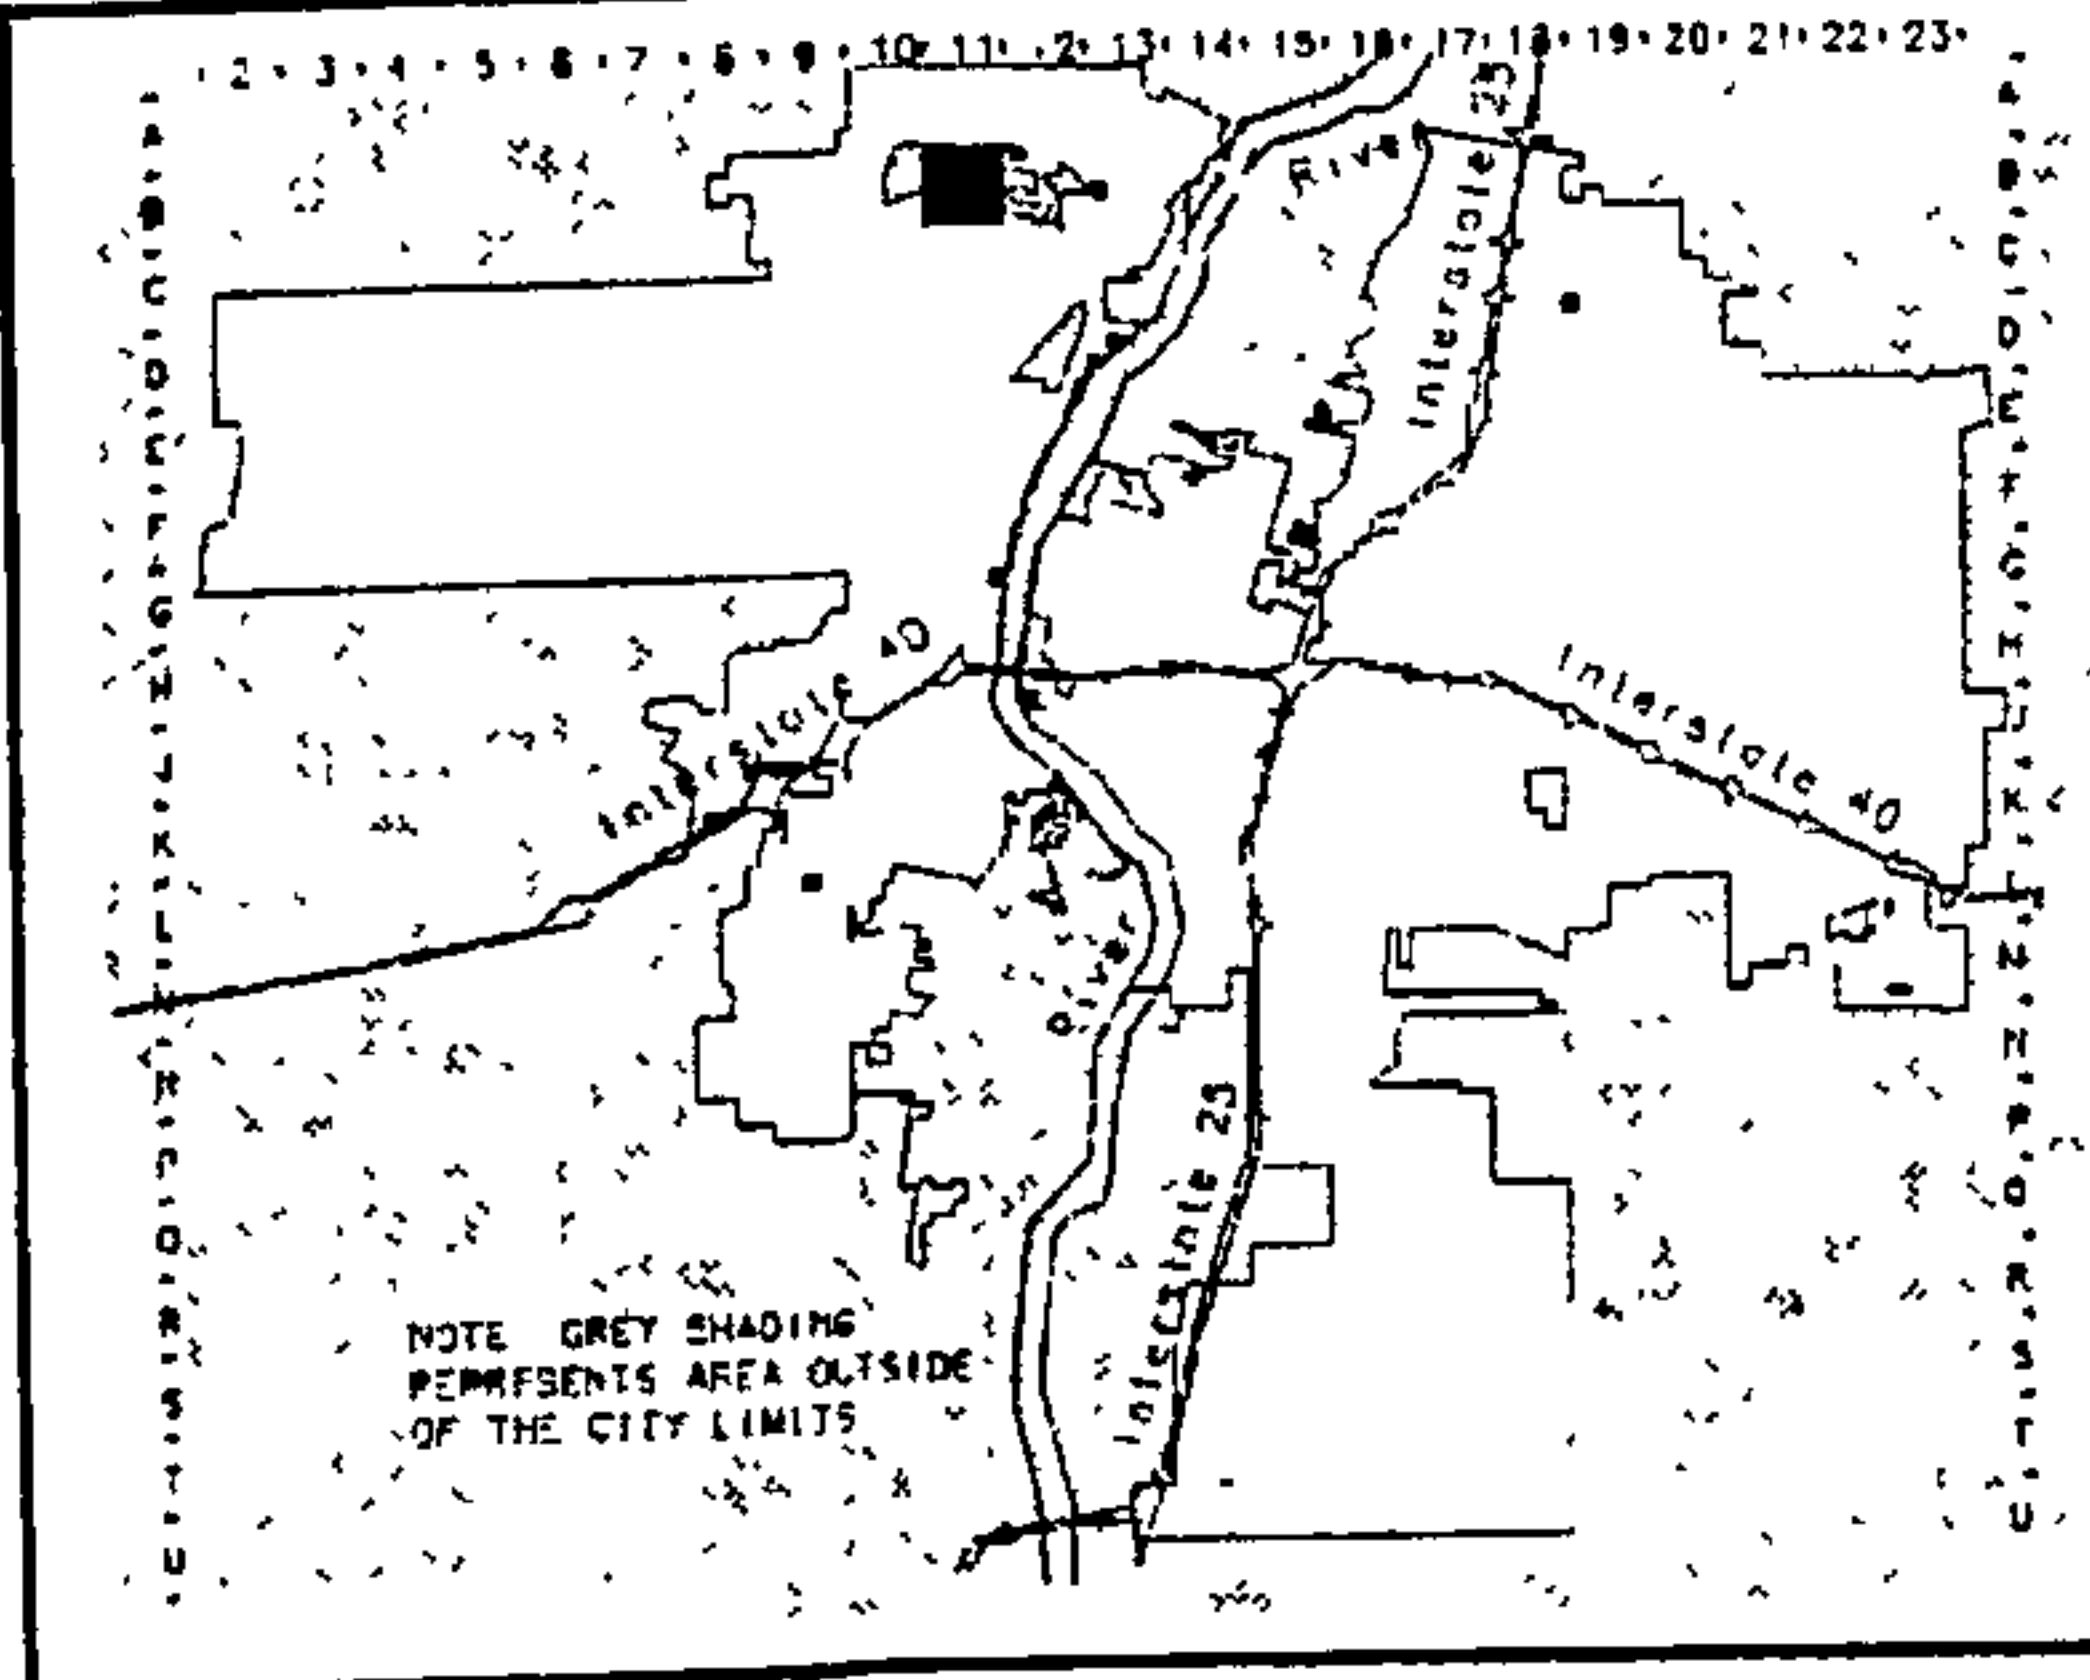 2 3 4 5 6 7 8 9 10 11 12 13 14 15 16 17 18 19 20 21 22 23
A B C D E F G H J K L M N P Q R S T U
A B C D E F G H J K L M N P Q R S T U
River
Interstate 25
Interstate 40
Interstate 40
River
Interstate 25
NOTE GREY SHADING
REPRESENTS AREA OUTSIDE
OF THE CITY LIMITS